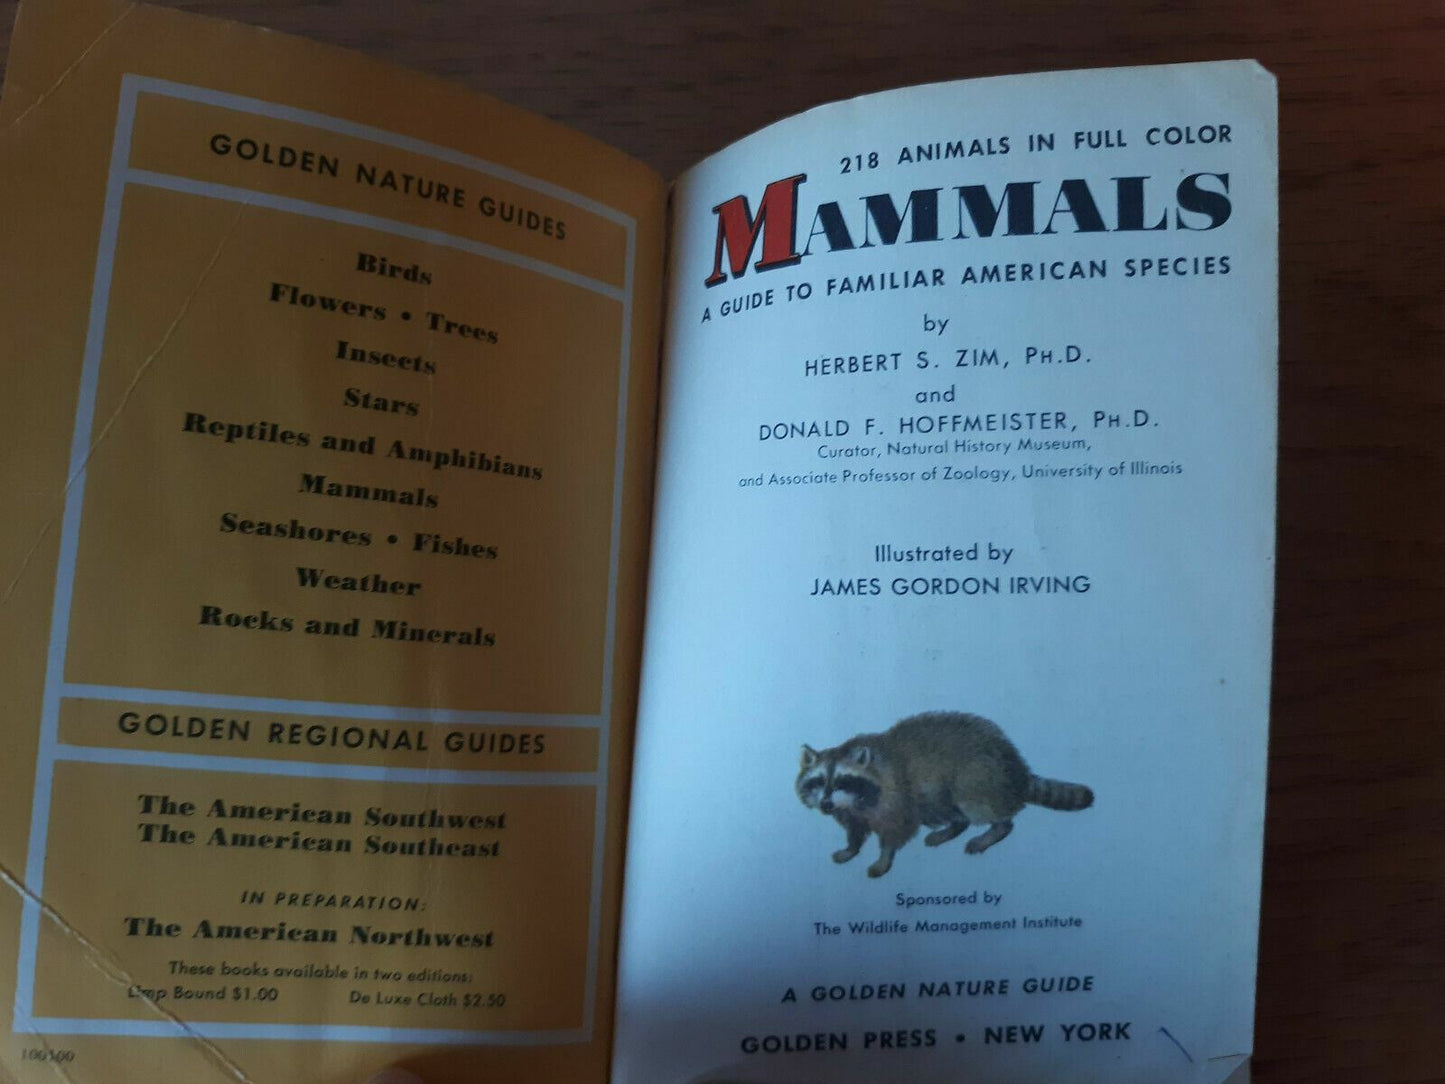 GOLDEN NATURE GUIDES
Birds
Flowers • Trees
Insects
Stars
Reptiles and Amphibians
Mammals
Seashores • Fishes
Weather
Rocks and Minerals
GOLDEN REGIONAL GUIDES
The American Southwest
The American Southeast
IN PREPARATION:
The American Northwest
These books available in two editions:
Limp Bound $1.00 De Luxe Cloth $2.50
100100
218 ANIMALS IN FULL COLOR
MAMMALS
A GUIDE TO FAMILIAR AMERICAN SPECIES
by
HERBERT S. ZIM, PH.D.
and
DONALD F. HOFFMEISTER, PH.D.
Curator, Natural History Museum,
and Associate Professor of Zoology, University of Illinois
Illustrated by
JAMES GORDON IRVING
Sponsored by
The Wildlife Management Institute
A GOLDEN NATURE GUIDE
GOLDEN PRESS • NEW YORK